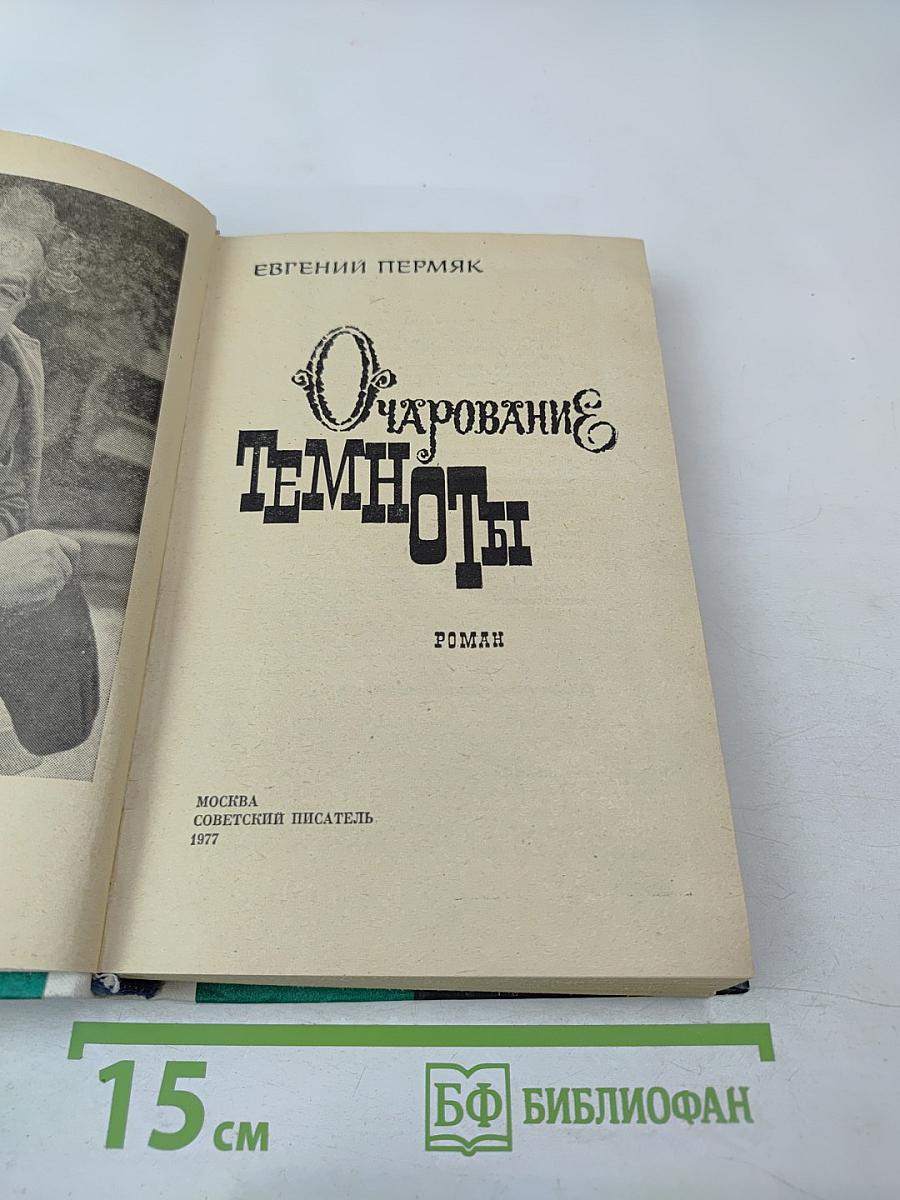 ЕВГЕНИЙ ПЕРМЯК
ОЧАРОВАНИЕ
ТЕМНОТЫ
РОМАН
МОСКВА
СОВЕТСКИЙ ПИСАТЕЛЬ
1977
15 см
БФ БИБЛИОФАН